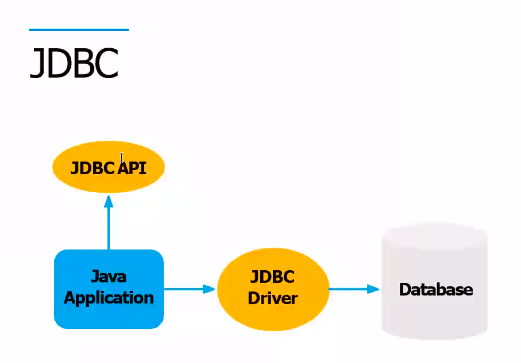 JDBC
JDBC API
Java
Application
JDBC
Driver
Database